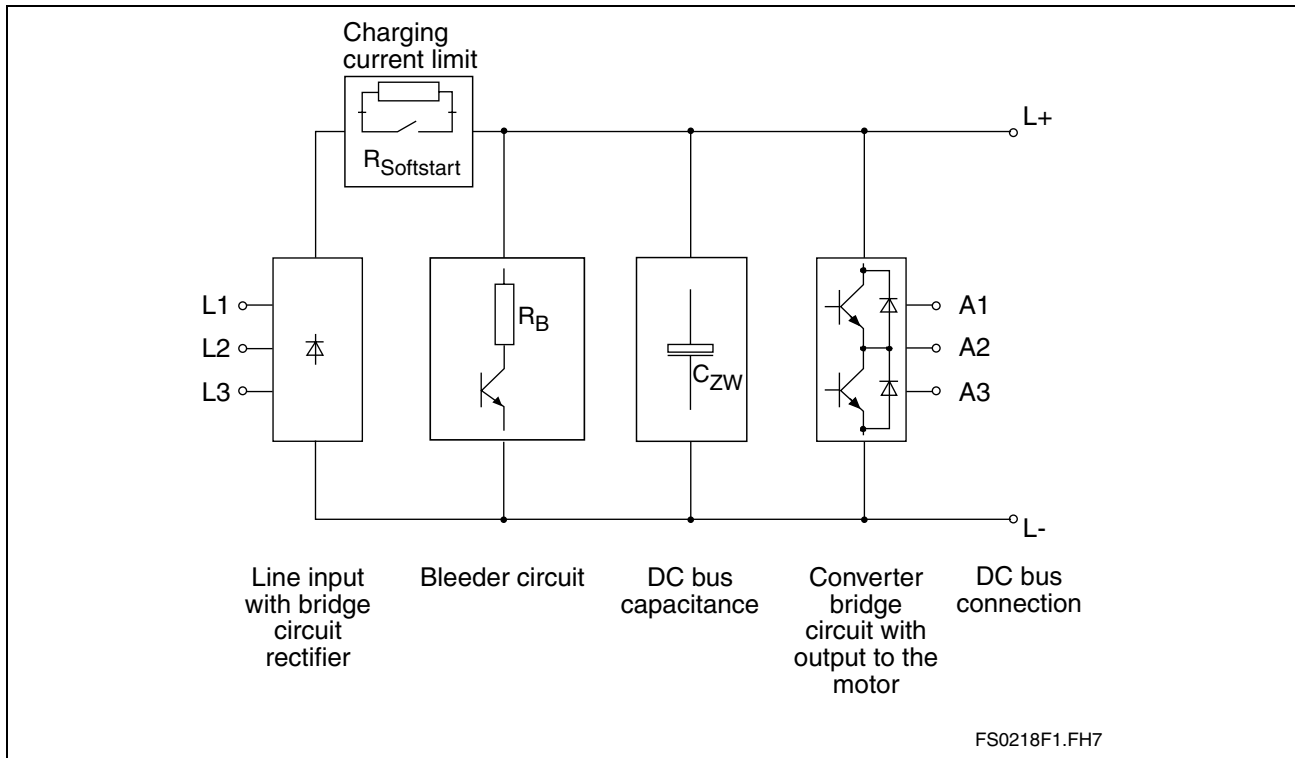 Charging
current limit
RSoftstart
L+
L1
L2
L3
RB
CZW
A1
A2
A3
L-
Line input
with bridge
circuit
rectifier
Bleeder circuit
DC bus
capacitance
Converter
bridge
circuit with
output to the
motor
DC bus
connection
FS0218F1.FH7